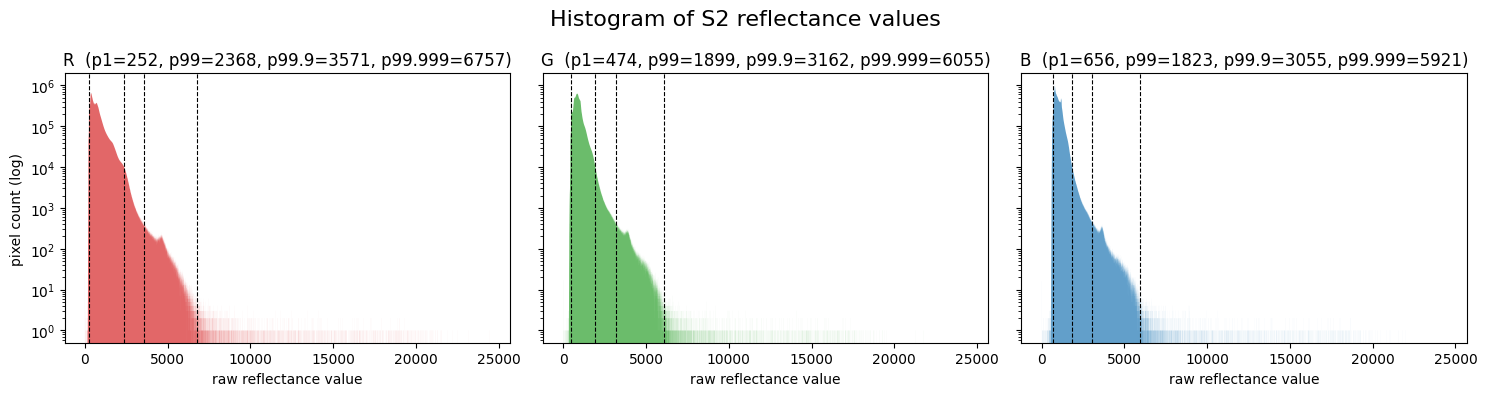 Histogram of S2 reflectance values
R  (p1=252, p99=2368, p99.9=3571, p99.999=6757)
G  (p1=474, p99=1899, p99.9=3162, p99.999=6055)
B  (p1=656, p99=1823, p99.9=3055, p99.999=5921)
pixel count (log)
10⁶
10⁵
10⁴
10³
10²
10¹
10⁰
0 5000 10000 15000 20000 25000
0 5000 10000 15000 20000 25000
0 5000 10000 15000 20000 25000
raw reflectance value
raw reflectance value
raw reflectance value